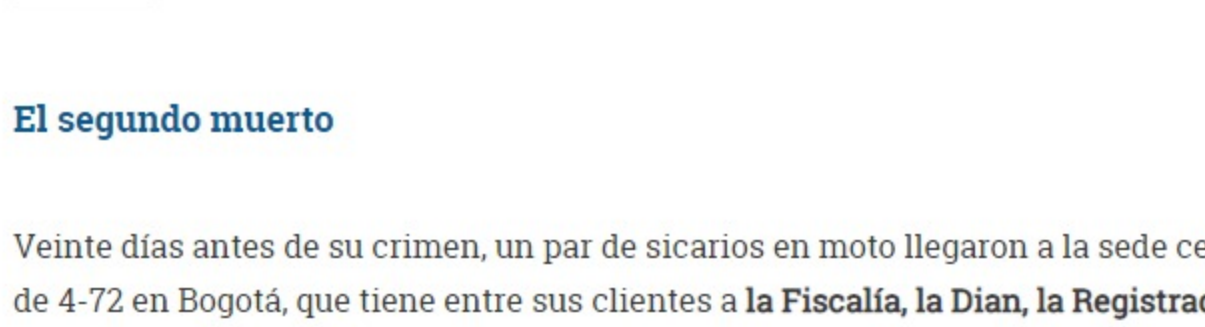 El segundo muerto
Veinte días antes de su crimen, un par de sicarios en moto llegaron a la sede
de 4-72 en Bogotá, que tiene entre sus clientes a la Fiscalía, la Dian, la